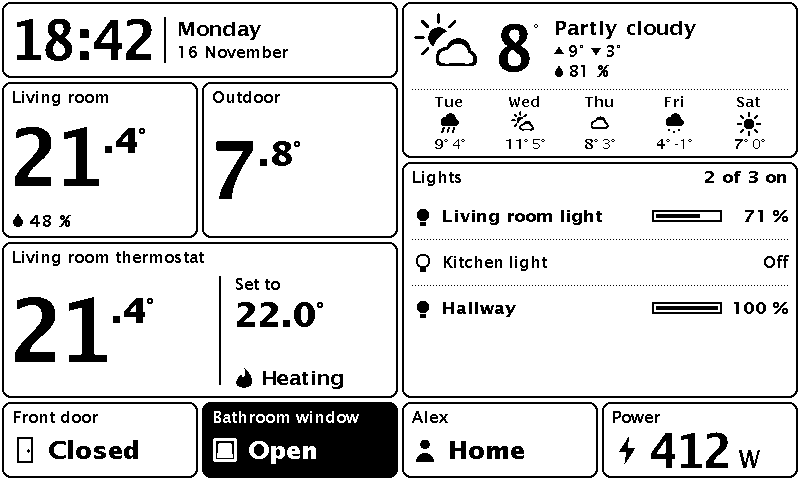 18:42
Monday
16 November
8°
Partly cloudy
▲ 9° ▼ 3°
81 %
Tue Wed Thu Fri Sat
9° 4° 11° 5° 8° 3° 4° -1° 7° 0°
Living room
21.4°
48 %
Outdoor
7.8°
Lights 2 of 3 on
Living room light 71 %
Kitchen light Off
Hallway 100 %
Living room thermostat
21.4°
Set to
22.0°
Heating
Front door
Closed
Bathroom window
Open
Alex
Home
Power
412 W